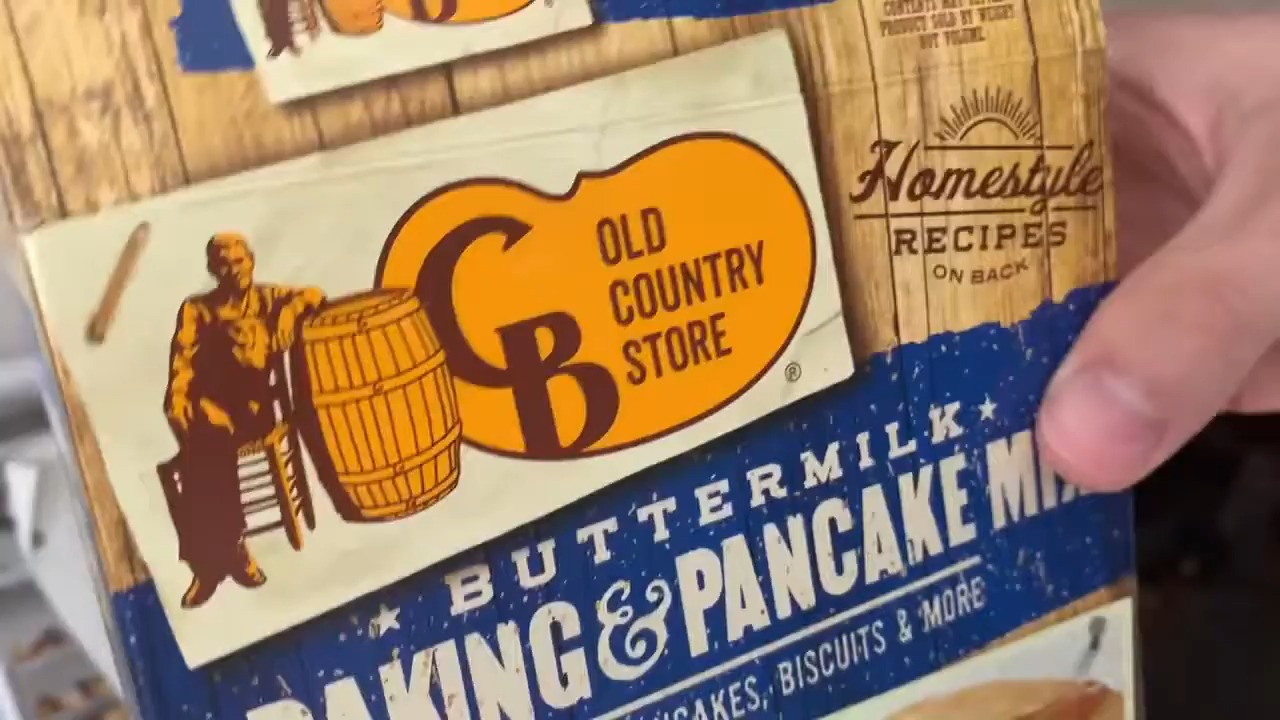 B
CONTENTS MAY SETTLE.
PRODUCT SOLD BY WEIGHT,
NOT VOLUME.
Homestyle
RECIPES
ON BACK
CB
OLD
COUNTRY
STORE
®
BUTTERMILK
BAKING & PANCAKE MIX
PANCAKES, BISCUITS & MORE